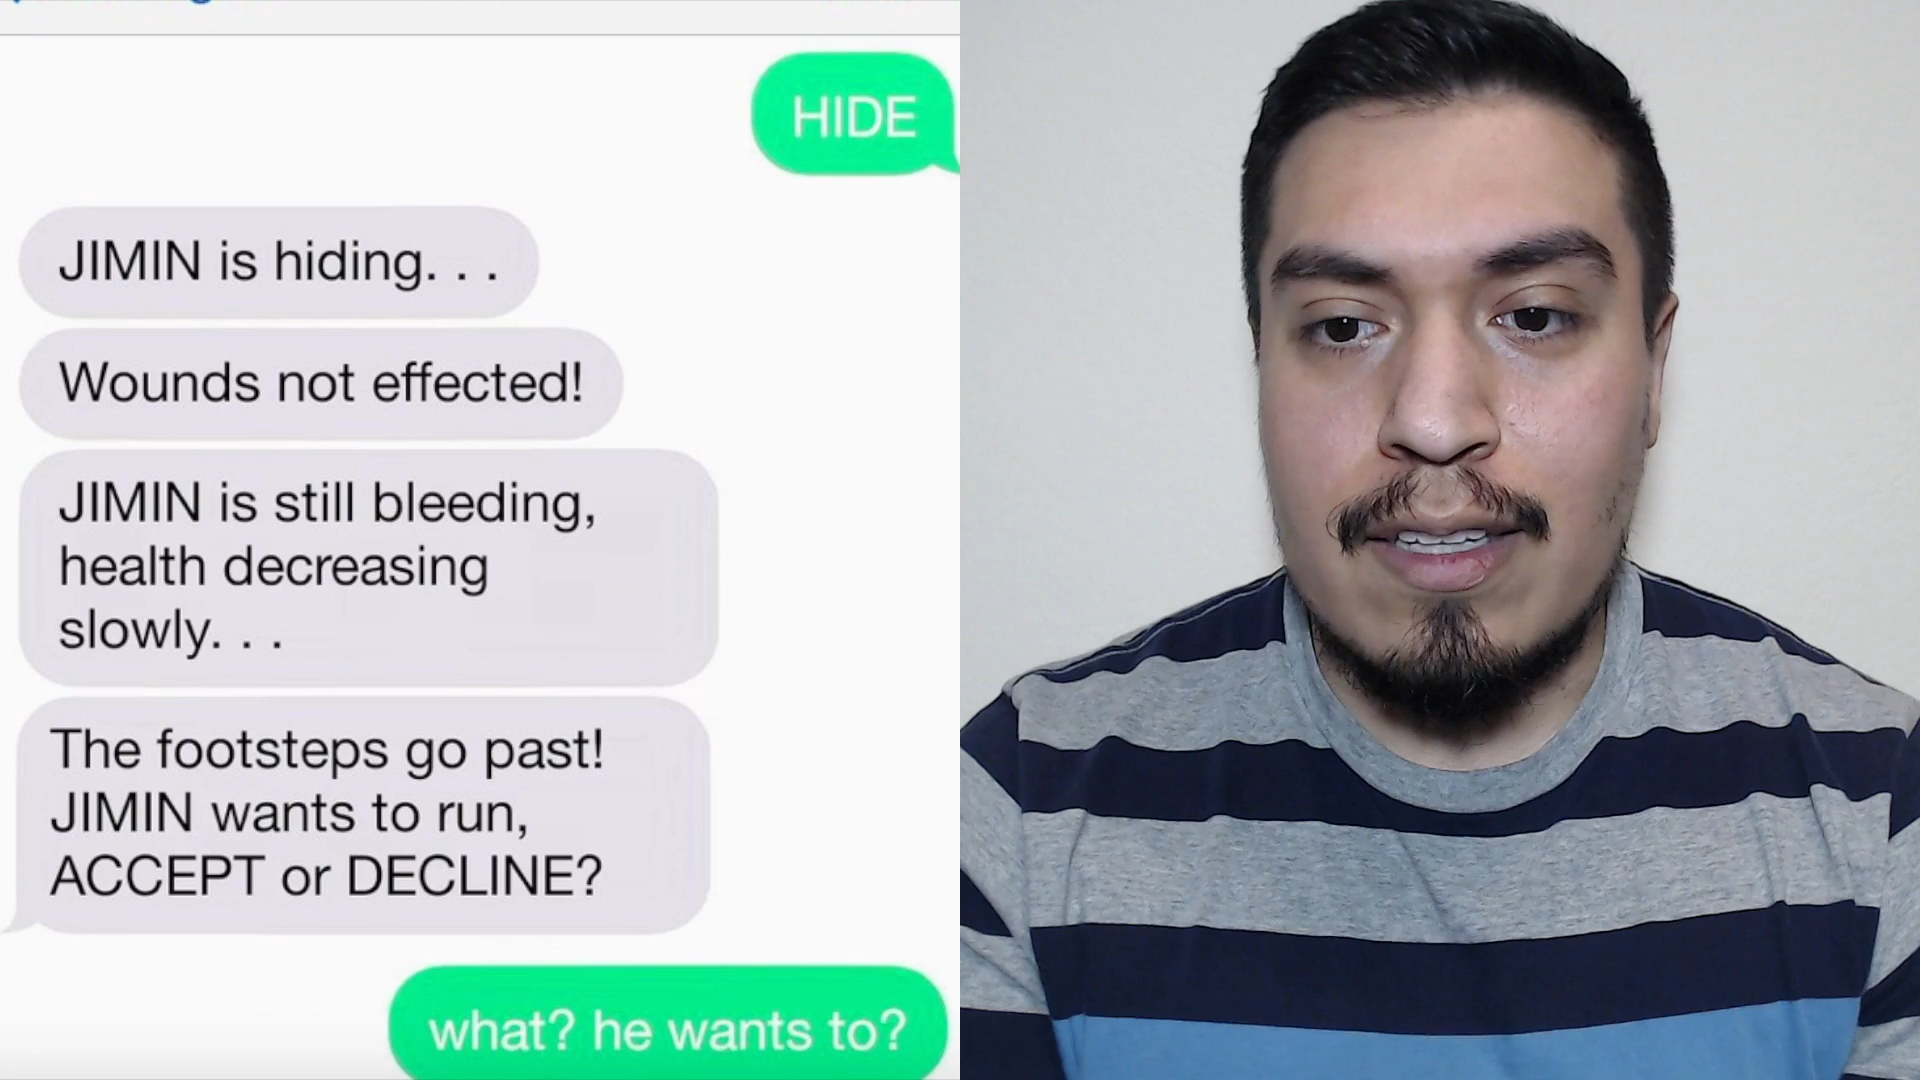 HIDE
JIMIN is hiding. . .
Wounds not effected!
JIMIN is still bleeding,
health decreasing
slowly. . .
The footsteps go past!
JIMIN wants to run,
ACCEPT or DECLINE?
what? he wants to?